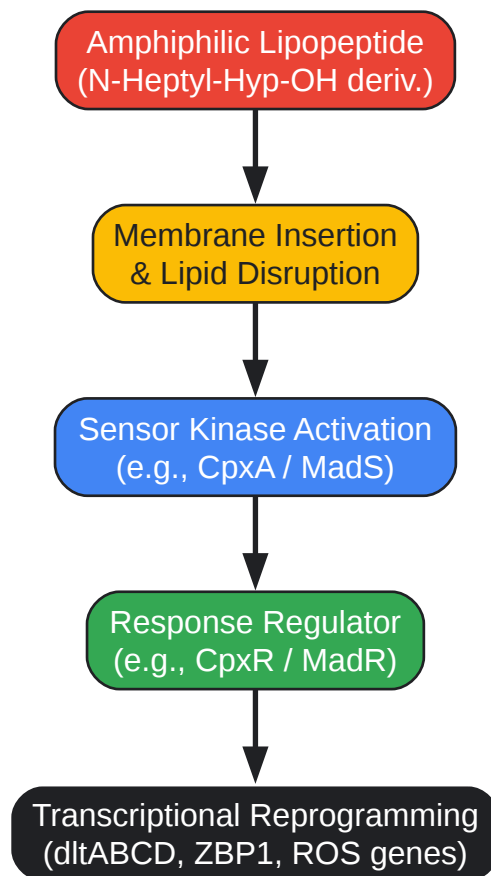 Amphiphilic Lipopeptide
(N-Heptyl-Hyp-OH deriv.)
Membrane Insertion
& Lipid Disruption
Sensor Kinase Activation
(e.g., CpxA / MadS)
Response Regulator
(e.g., CpxR / MadR)
Transcriptional Reprogramming
(dltABCD, ZBP1, ROS genes)